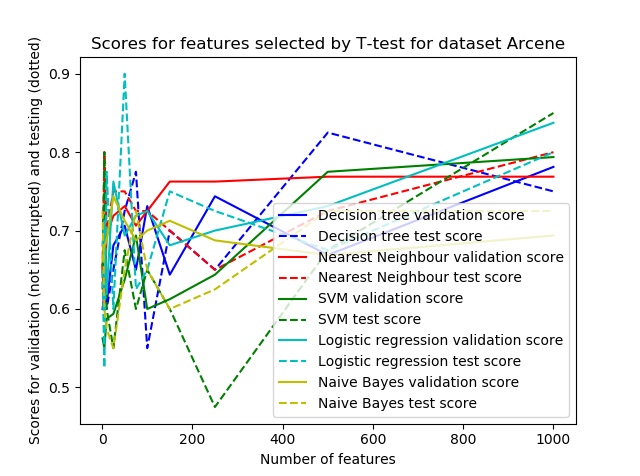 Scores for features selected by T-test for dataset Arcene
Scores for validation (not interrupted) and testing (dotted)
0.9
0.8
0.7
0.6
0.5
0 200 400 600 800 1000
Number of features
Decision tree validation score
Decision tree test score
Nearest Neighbour validation score
Nearest Neighbour test score
SVM validation score
SVM test score
Logistic regression validation score
Logistic regression test score
Naive Bayes validation score
Naive Bayes test score